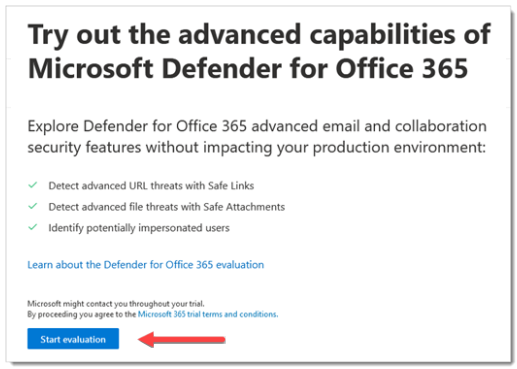 Try out the advanced capabilities of
Microsoft Defender for Office 365
Explore Defender for Office 365 advanced email and collaboration
security features without impacting your production environment:
Detect advanced URL threats with Safe Links
Detect advanced file threats with Safe Attachments
Identify potentially impersonated users
Learn about the Defender for Office 365 evaluation
Microsoft might contact you throughout your trial.
By proceeding you agree to the Microsoft 365 trial terms and conditions.
Start evaluation